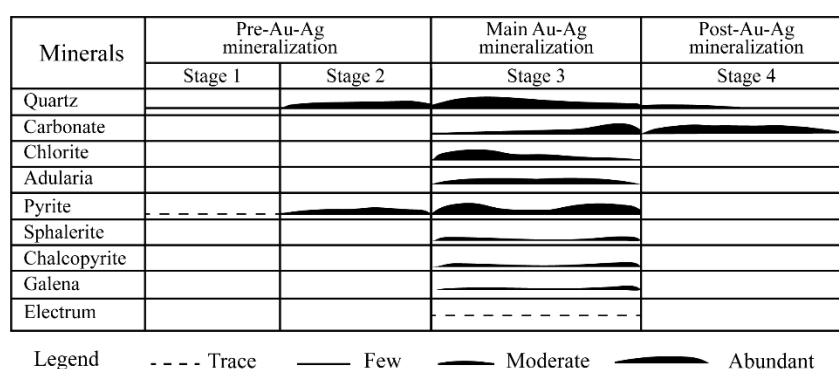 Minerals
Pre-Au-Ag
mineralization
Main Au-Ag
mineralization
Post-Au-Ag
mineralization
Stage 1
Stage 2
Stage 3
Stage 4
Quartz
Carbonate
Chlorite
Adularia
Pyrite
Sphalerite
Chalcopyrite
Galena
Electrum
Legend Trace Few Moderate Abundant